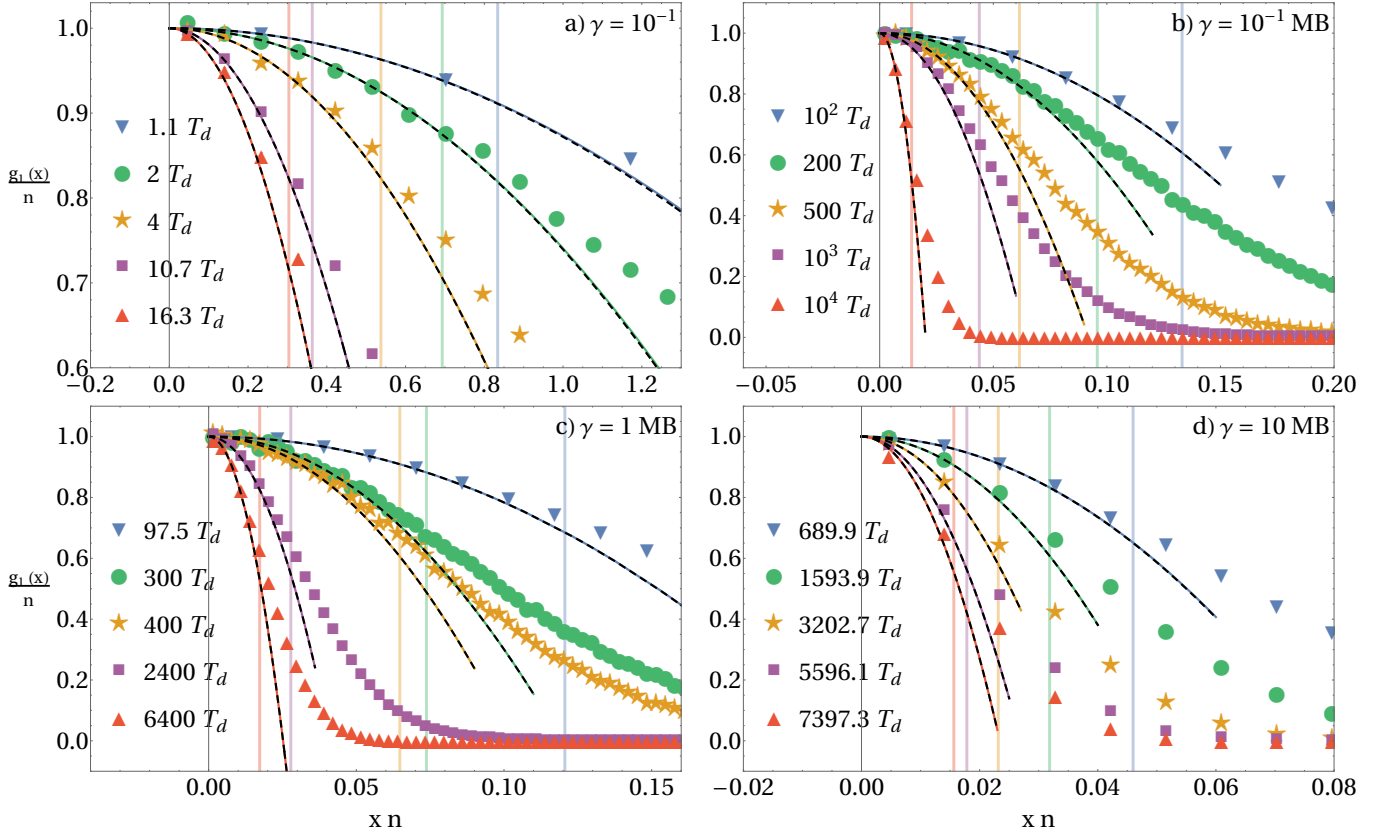 a) γ = 10⁻¹
1.0
0.9
0.8
0.7
0.6
g₁(x)
n
1.1 T_d
2 T_d
4 T_d
10.7 T_d
16.3 T_d
−0.2 0.0 0.2 0.4 0.6 0.8 1.0 1.2
b) γ = 10⁻¹ MB
1.0
0.8
0.6
0.4
0.2
0.0
10² T_d
200 T_d
500 T_d
10³ T_d
10⁴ T_d
−0.05 0.00 0.05 0.10 0.15 0.20
c) γ = 1 MB
1.0
0.8
0.6
0.4
0.2
0.0
g₁(x)
n
97.5 T_d
300 T_d
400 T_d
2400 T_d
6400 T_d
0.00 0.05 0.10 0.15
x n
d) γ = 10 MB
1.0
0.8
0.6
0.4
0.2
0.0
689.9 T_d
1593.9 T_d
3202.7 T_d
5596.1 T_d
7397.3 T_d
−0.02 0.00 0.02 0.04 0.06 0.08
x n